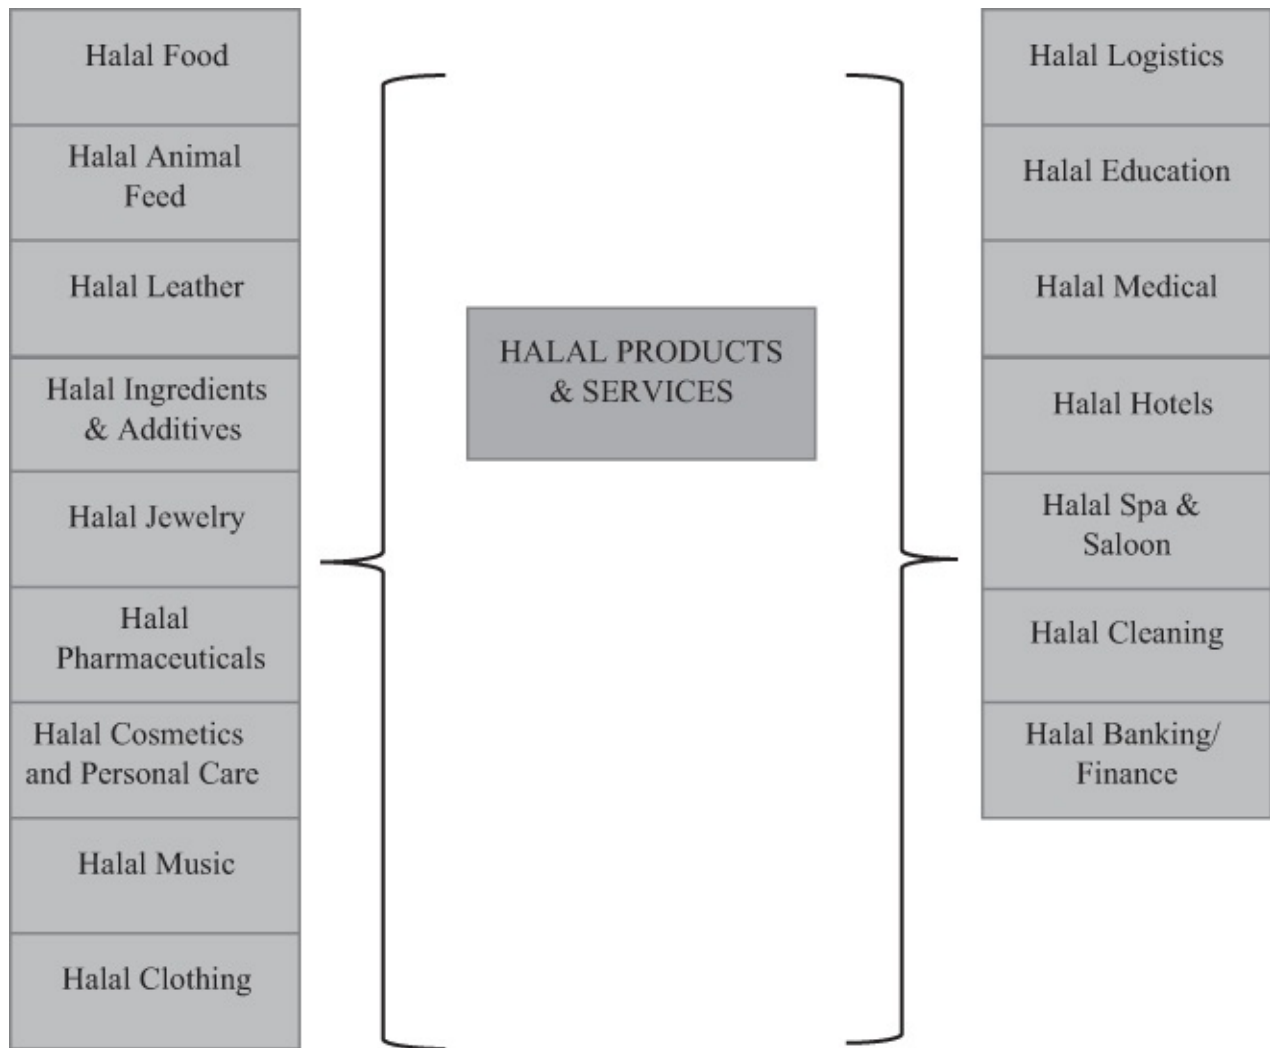 Halal Food
Halal Animal
Feed
Halal Leather
Halal Ingredients
& Additives
Halal Jewelry
Halal
Pharmaceuticals
Halal Cosmetics
and Personal Care
Halal Music
Halal Clothing
HALAL PRODUCTS
& SERVICES
Halal Logistics
Halal Education
Halal Medical
Halal Hotels
Halal Spa &
Saloon
Halal Cleaning
Halal Banking/
Finance